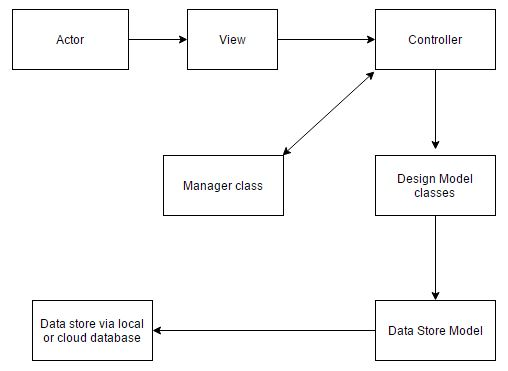 Actor
View
Controller
Manager class
Design Model
classes
Data store via local
or cloud database
Data Store Model